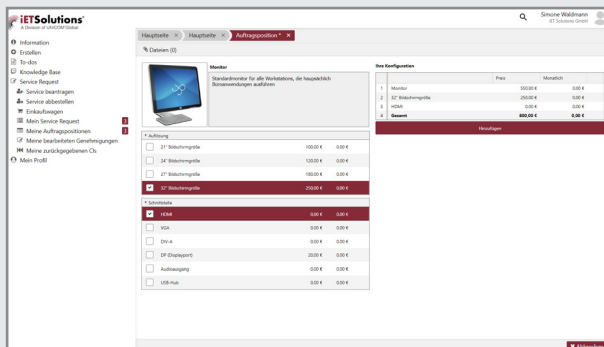 iETSolutions
A Division of UNICOM Global
Simone Waldmann
iET Solutions GmbH
Information
Erstellen
To-dos
Knowledge Base
Service Request
Service beantragen
Service abbestellen
Einkaufswagen
Mein Service Request
Meine Auftragspositionen
Meine bearbeiteten Genehmigungen
Meine zurückgegebenen CIs
Mein Profil
Hauptseite × Hauptseite × Auftragsposition * ×
Dateien (0)
Monitor
Standardmonitor für alle Workstations, die hauptsächlich
Büroanwendungen ausführen
Auflösung
21" Bildschirmgröße 100,00 € 0,00 €
24" Bildschirmgröße 120,00 € 0,00 €
27" Bildschirmgröße 180,00 € 0,00 €
32" Bildschirmgröße 250,00 € 0,00 €
Schnittstelle
HDMI 0,00 € 0,00 €
VGA 0,00 € 0,00 €
DVI-A 0,00 € 0,00 €
DP (Displayport) 20,00 € 0,00 €
Audioausgang 0,00 € 0,00 €
USB-Hub 0,00 € 0,00 €
Ihre Konfiguration
Preis Monatlich
1 Monitor 550,00 € 0,00 €
2 32" Bildschirmgröße 250,00 € 0,00 €
3 HDMI 0,00 € 0,00 €
4 Gesamt 800,00 € 0,00 €
Hinzufügen